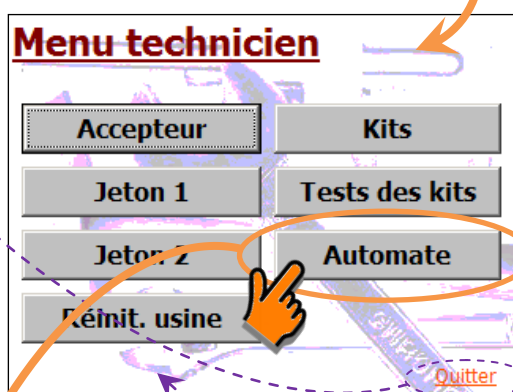 Menu technicien
Accepteur
Kits
Jeton 1
Tests des kits
Jeton 2
Automate
Réinit. usine
Quitter